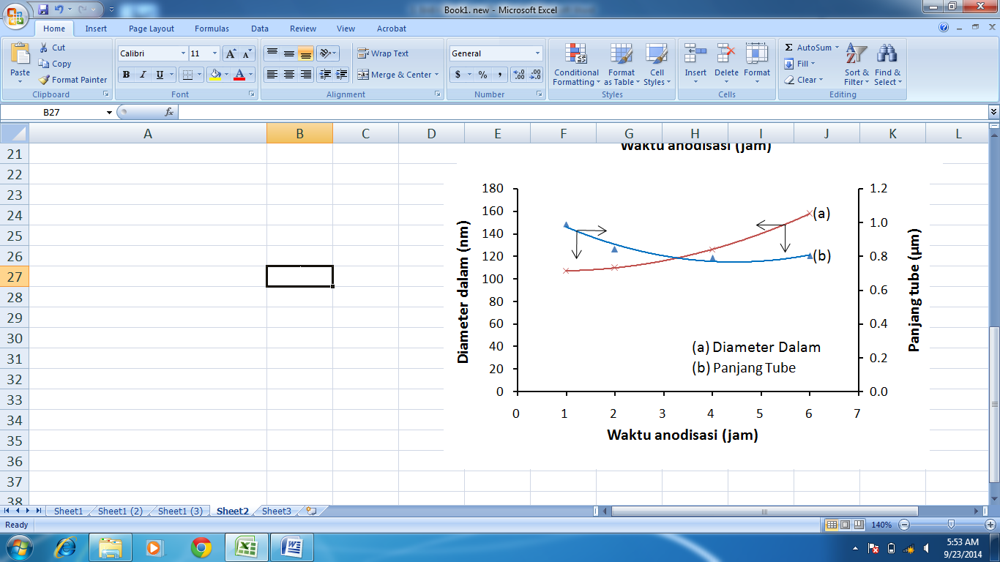 Book1. new - Microsoft Excel
Home Insert Page Layout Formulas Data Review View Acrobat
Paste Cut Copy Format Painter Clipboard
Calibri 11 A A B I U A Font
Wrap Text Merge & Center Alignment
General $ % , Number
Conditional Formatting Format as Table Cell Styles Styles
Insert Delete Format Cells
Σ AutoSum Fill Clear Sort & Filter Find & Select Editing
B27 fx
A B C D E F G H I J K L
21
22
23
24
25
26
27
28
29
30
31
32
33
34
35
36
37
38
Waktu anodisasi (jam)
Diameter dalam (nm)
180
160
140
120
100
80
60
40
20
0
(a)
(b)
(a) Diameter Dalam
(b) Panjang Tube
1.2
1.0
0.8
0.6
0.4
0.2
0.0
Panjang tube (µm)
0 1 2 3 4 5 6 7
Waktu anodisasi (jam)
Sheet1 Sheet1 (2) Sheet1 (3) Sheet2 Sheet3
Ready 140%
5:53 AM
9/23/2014